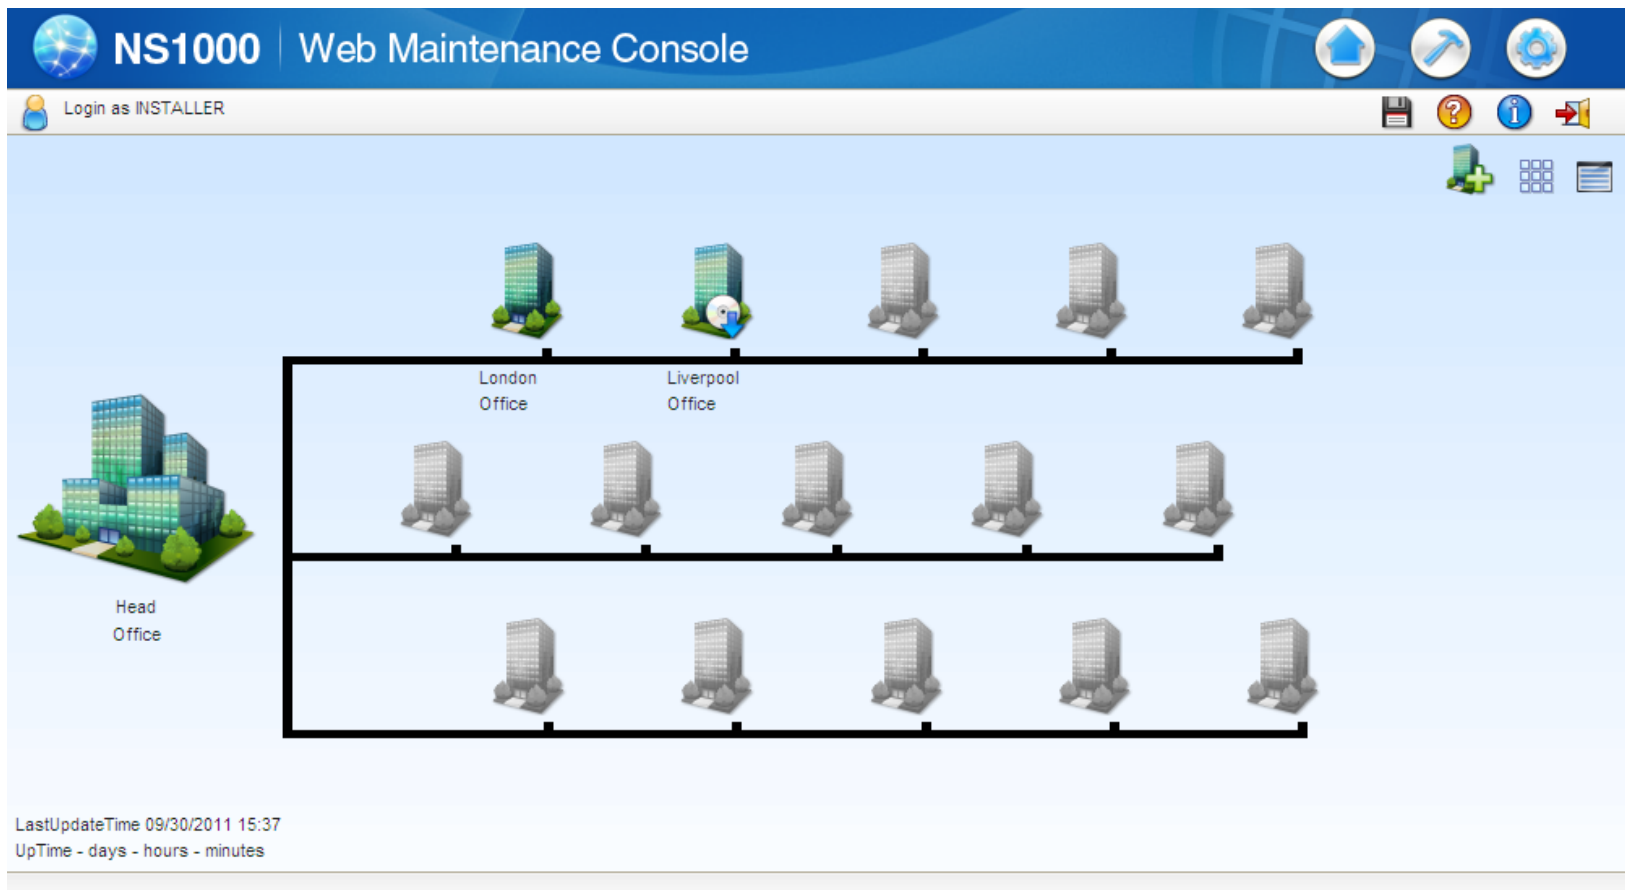 NS1000 Web Maintenance Console
Login as INSTALLER
London
Office
Liverpool
Office
Head
Office
LastUpdateTime 09/30/2011 15:37
UpTime - days - hours - minutes